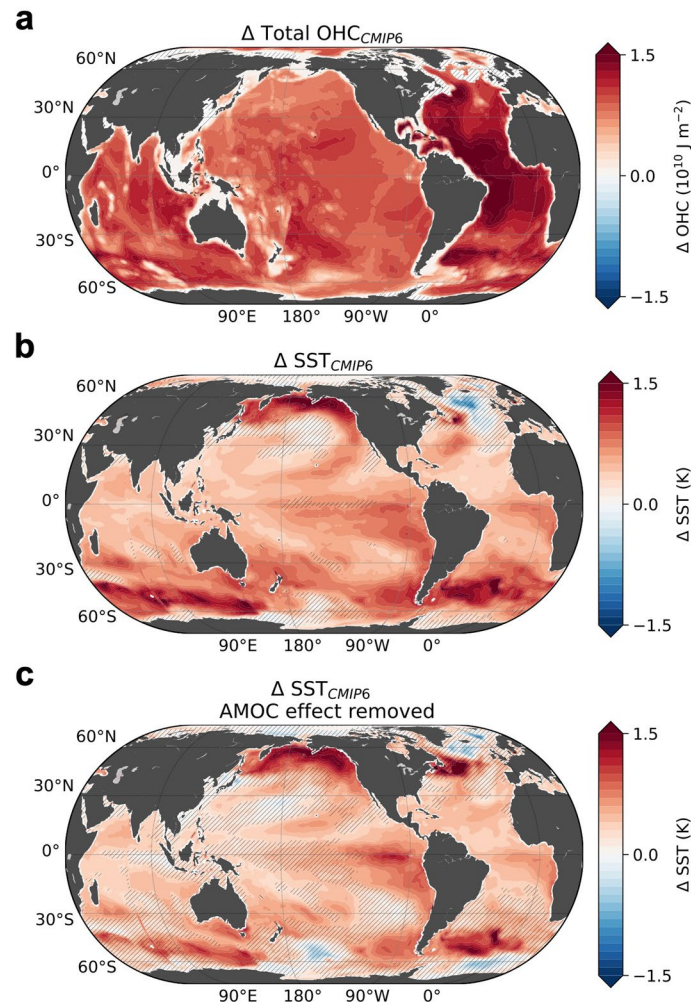 a
Δ Total OHC_CMIP6
60°N
30°N
0°
30°S
60°S
90°E 180° 90°W 0°
1.5
0.0
−1.5
Δ OHC (10¹⁰ J m⁻²)
b
Δ SST_CMIP6
60°N
30°N
0°
30°S
60°S
90°E 180° 90°W 0°
1.5
0.0
−1.5
Δ SST (K)
c
Δ SST_CMIP6
AMOC effect removed
60°N
30°N
0°
30°S
60°S
90°E 180° 90°W 0°
1.5
0.0
−1.5
Δ SST (K)